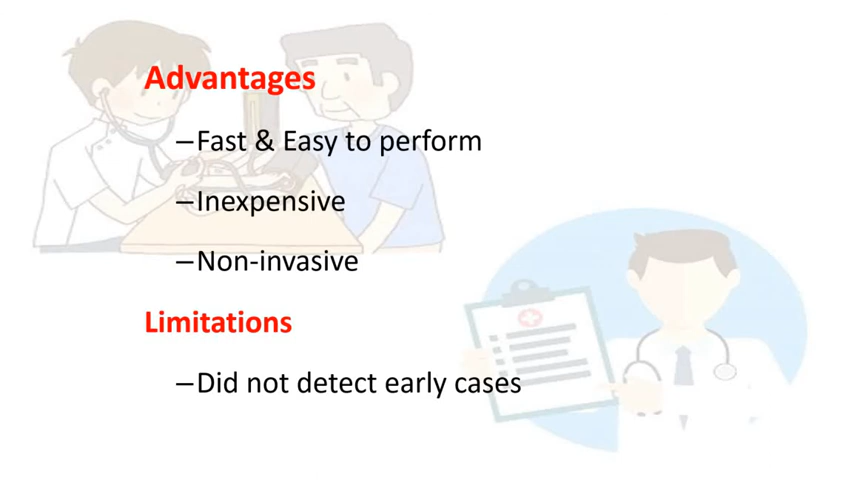 Advantages
–Fast & Easy to perform
–Inexpensive
–Non-invasive
Limitations
–Did not detect early cases